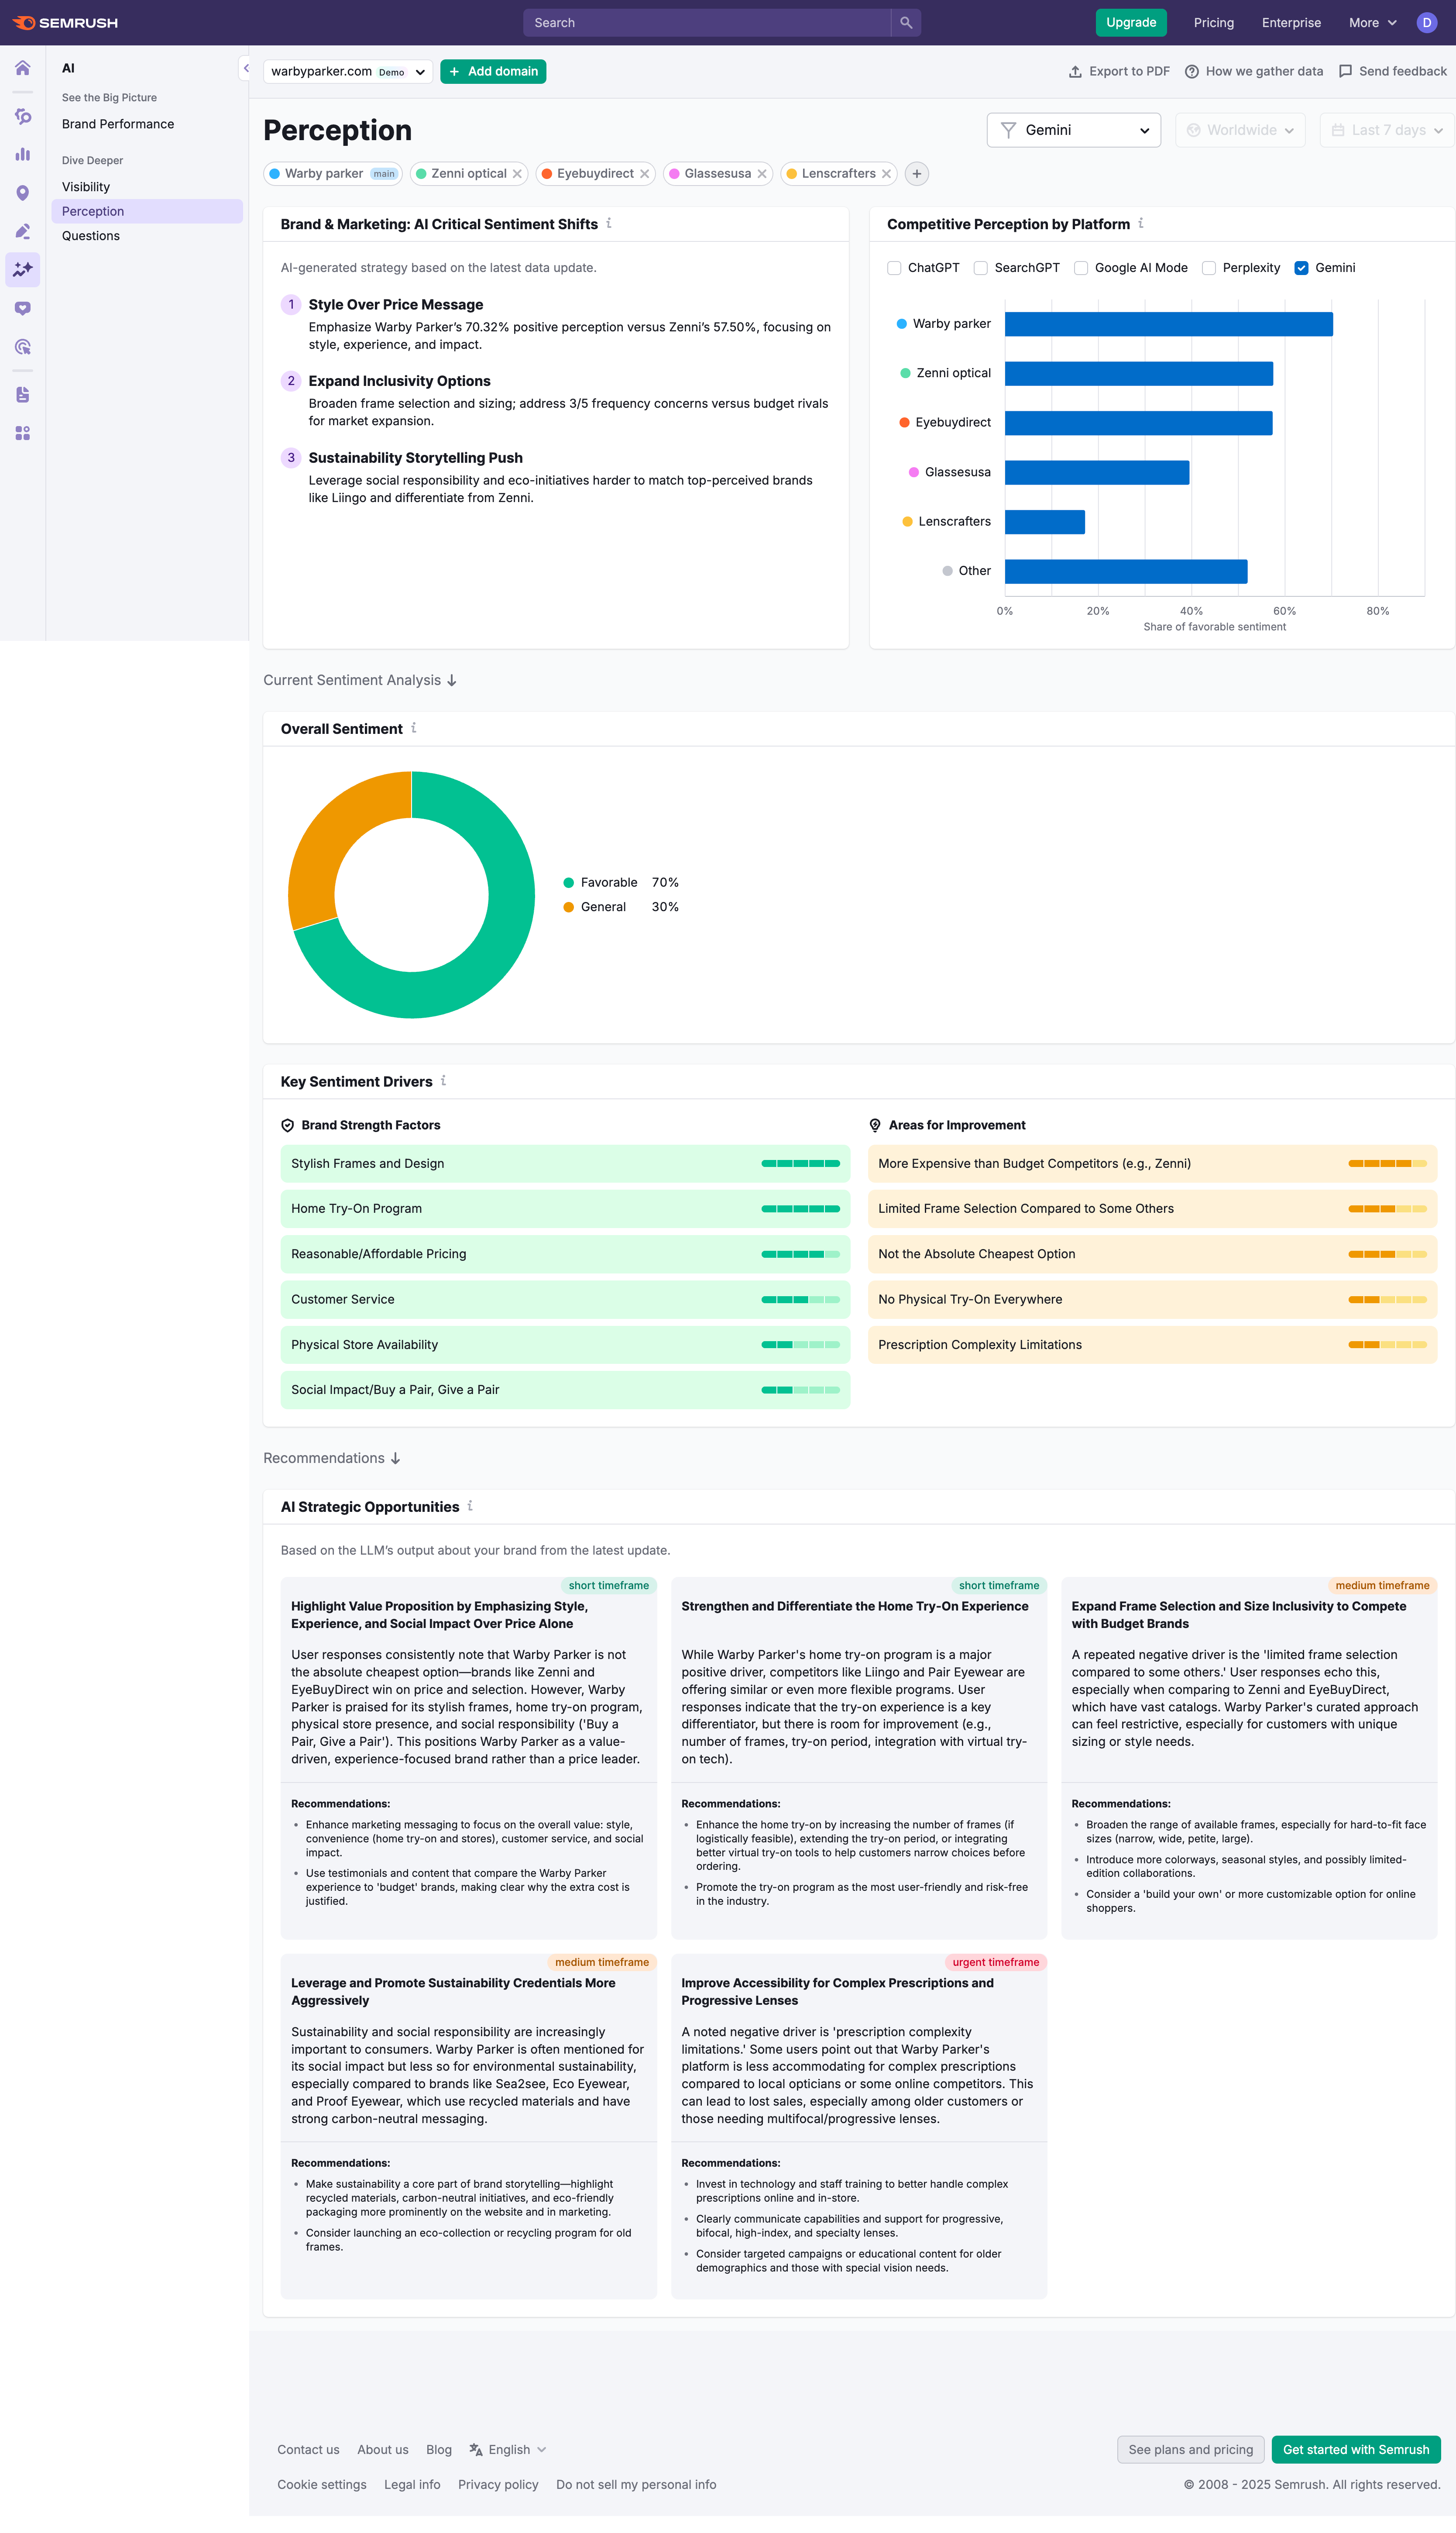 SEMRUSH
Search
Upgrade
Pricing
Enterprise
More
D
AI
See the Big Picture
Brand Performance
Dive Deeper
Visibility
Perception
Questions
warbyparker.com Demo
+ Add domain
Export to PDF
How we gather data
Send feedback
Perception
Gemini
Worldwide
Last 7 days
Warby parker main
Zenni optical
Eyebuydirect
Glassesusa
Lenscrafters
+
Brand & Marketing: AI Critical Sentiment Shifts i
AI-generated strategy based on the latest data update.
1 Style Over Price Message
Emphasize Warby Parker’s 70.32% positive perception versus Zenni’s 57.50%, focusing on
style, experience, and impact.
2 Expand Inclusivity Options
Broaden frame selection and sizing; address 3/5 frequency concerns versus budget rivals
for market expansion.
3 Sustainability Storytelling Push
Leverage social responsibility and eco-initiatives harder to match top-perceived brands
like Liingo and differentiate from Zenni.
Competitive Perception by Platform i
ChatGPT
SearchGPT
Google AI Mode
Perplexity
Gemini
Warby parker
Zenni optical
Eyebuydirect
Glassesusa
Lenscrafters
Other
0% 20% 40% 60% 80%
Share of favorable sentiment
Current Sentiment Analysis ↓
Overall Sentiment i
Favorable 70%
General 30%
Key Sentiment Drivers i
Brand Strength Factors
Stylish Frames and Design
Home Try-On Program
Reasonable/Affordable Pricing
Customer Service
Physical Store Availability
Social Impact/Buy a Pair, Give a Pair
Areas for Improvement
More Expensive than Budget Competitors (e.g., Zenni)
Limited Frame Selection Compared to Some Others
Not the Absolute Cheapest Option
No Physical Try-On Everywhere
Prescription Complexity Limitations
Recommendations ↓
AI Strategic Opportunities i
Based on the LLM’s output about your brand from the latest update.
short timeframe
Highlight Value Proposition by Emphasizing Style,
Experience, and Social Impact Over Price Alone
User responses consistently note that Warby Parker is not
the absolute cheapest option—brands like Zenni and
EyeBuyDirect win on price and selection. However, Warby
Parker is praised for its stylish frames, home try-on program,
physical store presence, and social responsibility ('Buy a
Pair, Give a Pair'). This positions Warby Parker as a value-
driven, experience-focused brand rather than a price leader.
Recommendations:
• Enhance marketing messaging to focus on the overall value: style,
convenience (home try-on and stores), customer service, and social
impact.
• Use testimonials and content that compare the Warby Parker
experience to 'budget' brands, making clear why the extra cost is
justified.
short timeframe
Strengthen and Differentiate the Home Try-On Experience
While Warby Parker's home try-on program is a major
positive driver, competitors like Liingo and Pair Eyewear are
offering similar or even more flexible programs. User
responses indicate that the try-on experience is a key
differentiator, but there is room for improvement (e.g.,
number of frames, try-on period, integration with virtual try-
on tech).
Recommendations:
• Enhance the home try-on by increasing the number of frames (if
logistically feasible), extending the try-on period, or integrating
better virtual try-on tools to help customers narrow choices before
ordering.
• Promote the try-on program as the most user-friendly and risk-free
in the industry.
medium timeframe
Expand Frame Selection and Size Inclusivity to Compete
with Budget Brands
A repeated negative driver is the 'limited frame selection
compared to some others.' User responses echo this,
especially when comparing to Zenni and EyeBuyDirect,
which have vast catalogs. Warby Parker's curated approach
can feel restrictive, especially for customers with unique
sizing or style needs.
Recommendations:
• Broaden the range of available frames, especially for hard-to-fit face
sizes (narrow, wide, petite, large).
• Introduce more colorways, seasonal styles, and possibly limited-
edition collaborations.
• Consider a 'build your own' or more customizable option for online
shoppers.
medium timeframe
Leverage and Promote Sustainability Credentials More
Aggressively
Sustainability and social responsibility are increasingly
important to consumers. Warby Parker is often mentioned for
its social impact but less so for environmental sustainability,
especially compared to brands like Sea2see, Eco Eyewear,
and Proof Eyewear, which use recycled materials and have
strong carbon-neutral messaging.
Recommendations:
• Make sustainability a core part of brand storytelling—highlight
recycled materials, carbon-neutral initiatives, and eco-friendly
packaging more prominently on the website and in marketing.
• Consider launching an eco-collection or recycling program for old
frames.
urgent timeframe
Improve Accessibility for Complex Prescriptions and
Progressive Lenses
A noted negative driver is 'prescription complexity
limitations.' Some users point out that Warby Parker's
platform is less accommodating for complex prescriptions
compared to local opticians or some online competitors. This
can lead to lost sales, especially among older customers or
those needing multifocal/progressive lenses.
Recommendations:
• Invest in technology and staff training to better handle complex
prescriptions online and in-store.
• Clearly communicate capabilities and support for progressive,
bifocal, high-index, and specialty lenses.
• Consider targeted campaigns or educational content for older
demographics and those with special vision needs.
Contact us
About us
Blog
English
See plans and pricing
Get started with Semrush
Cookie settings
Legal info
Privacy policy
Do not sell my personal info
© 2008 - 2025 Semrush. All rights reserved.